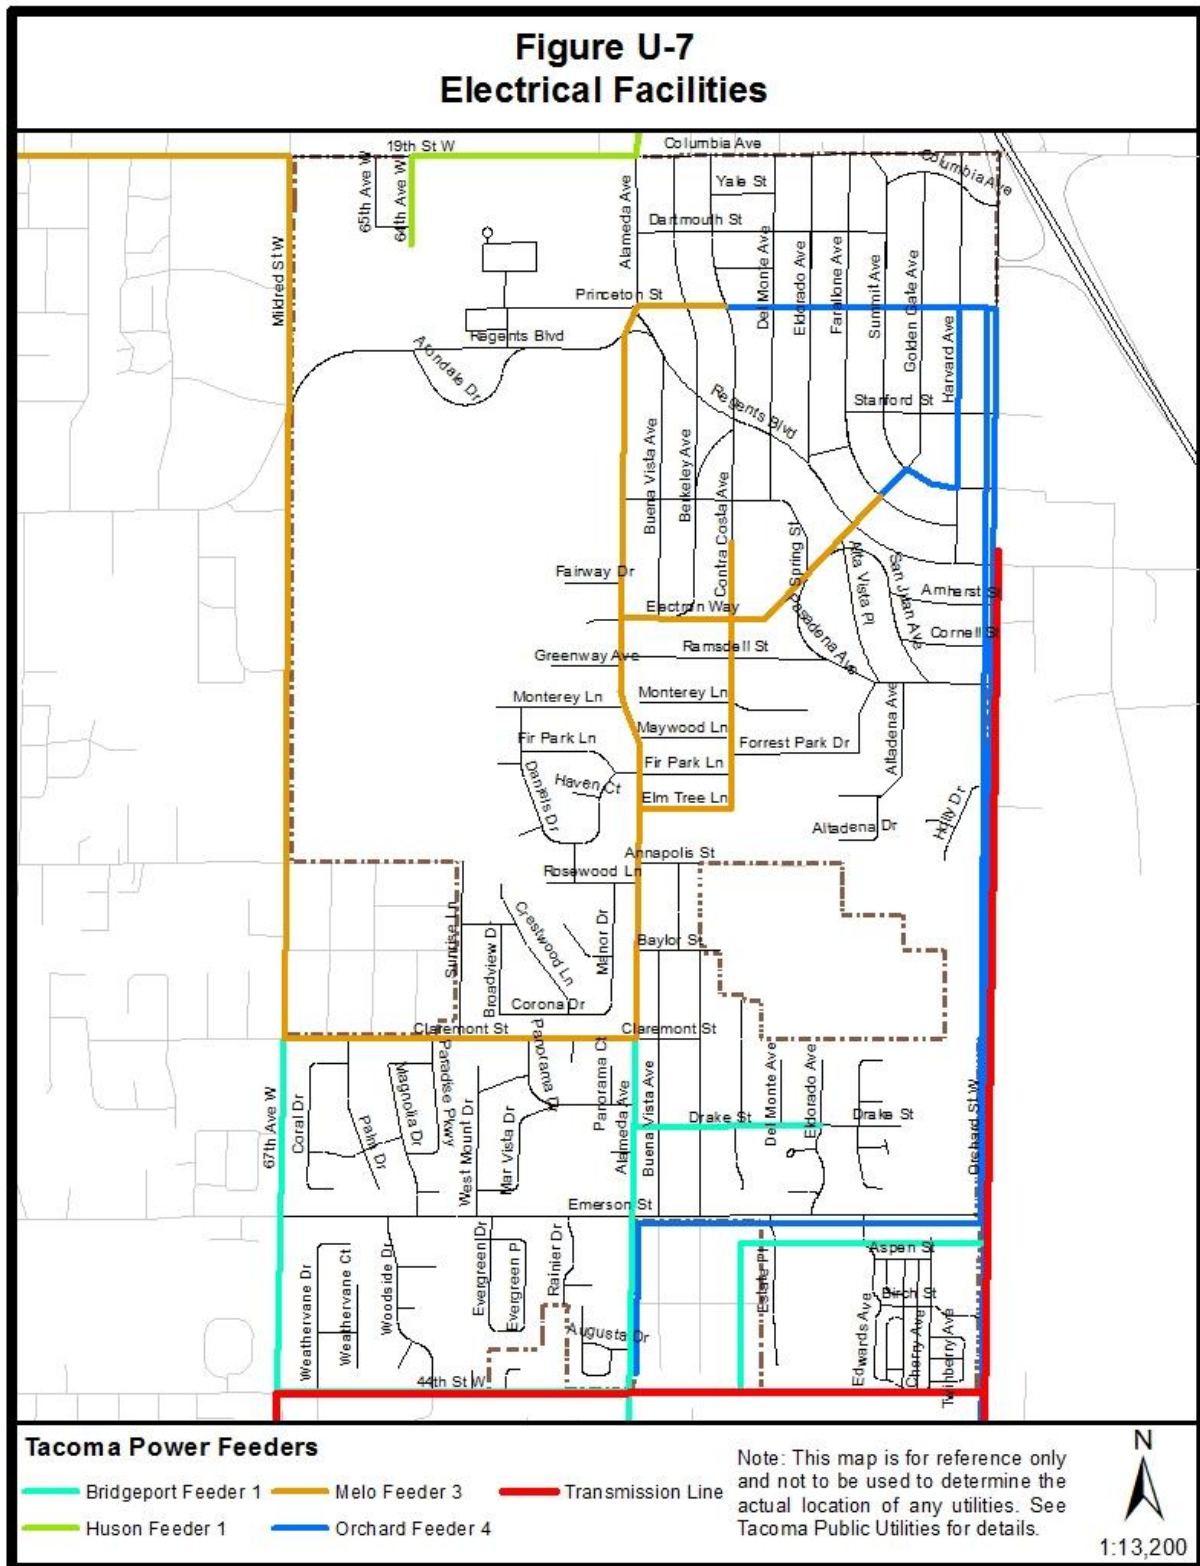 Figure U-7
Electrical Facilities
19th St W
Columbia Ave
Columbia Ave
65th Ave W
64th Ave W
Yale St
Dartmouth St
Alameda Ave
Mildred St W
Del Monte Ave
Eldorado Ave
Farallone Ave
Summit Ave
Golden Gate Ave
Harvard Ave
Princeton St
Regents Blvd
Arondale Dr
Regents Blvd
Stanford St
Buena Vista Ave
Berkeley Ave
Contra Costa Ave
Spring St
Alta Vista Pl
San Juan Ave
Fairway Dr
Amherst St
Electron Way
Pasadena Ave
Cornell St
Greenway Ave
Ramsdell St
Monterey Ln
Monterey Ln
Altadena Ave
Maywood Ln
Fir Park Ln
Forrest Park Dr
Daniels Dr
Haven Ct
Fir Park Ln
Elm Tree Ln
Altadena Dr
Holly Dr
Annapolis St
Rosewood Ln
Sunrise Ln
Broadview Dr
Crestwood Ln
Manor Dr
Baylor St
Corona Dr
Claremont St
Claremont St
67th Ave W
Coral Dr
Palm Dr
Magnolia Dr
Paradise Pkwy
West Mount Dr
Mar Vista Dr
Panorama Dr
Panorama Ct
Alameda Ave
Buena Vista Ave
Drake St
Del Monte Ave
Eldorado Ave
Drake St
Orchard St W
Emerson St
Weathervane Dr
Weathervane Ct
Woodside Dr
Evergreen Dr
Evergreen P
Rainier Dr
Augusta Dr
Estate Pl
Aspen St
Birch St
Edwards Ave
Cherry Ave
Twinberry Ave
44th St W
Tacoma Power Feeders
Bridgeport Feeder 1
Melo Feeder 3
Transmission Line
Huson Feeder 1
Orchard Feeder 4
Note: This map is for reference only
and not to be used to determine the
actual location of any utilities. See
Tacoma Public Utilities for details.
N
1:13,200